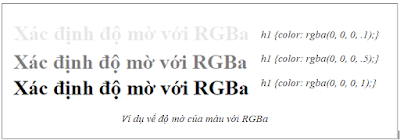 Xác định độ mờ với RGBa h1 {color: rgba(0, 0, 0, .1);}
Xác định độ mờ với RGBa h1 {color: rgba(0, 0, 0, .5);}
Xác định độ mờ với RGBa h1 {color: rgba(0, 0, 0, 1);}
Ví dụ về độ mờ của màu với RGBa